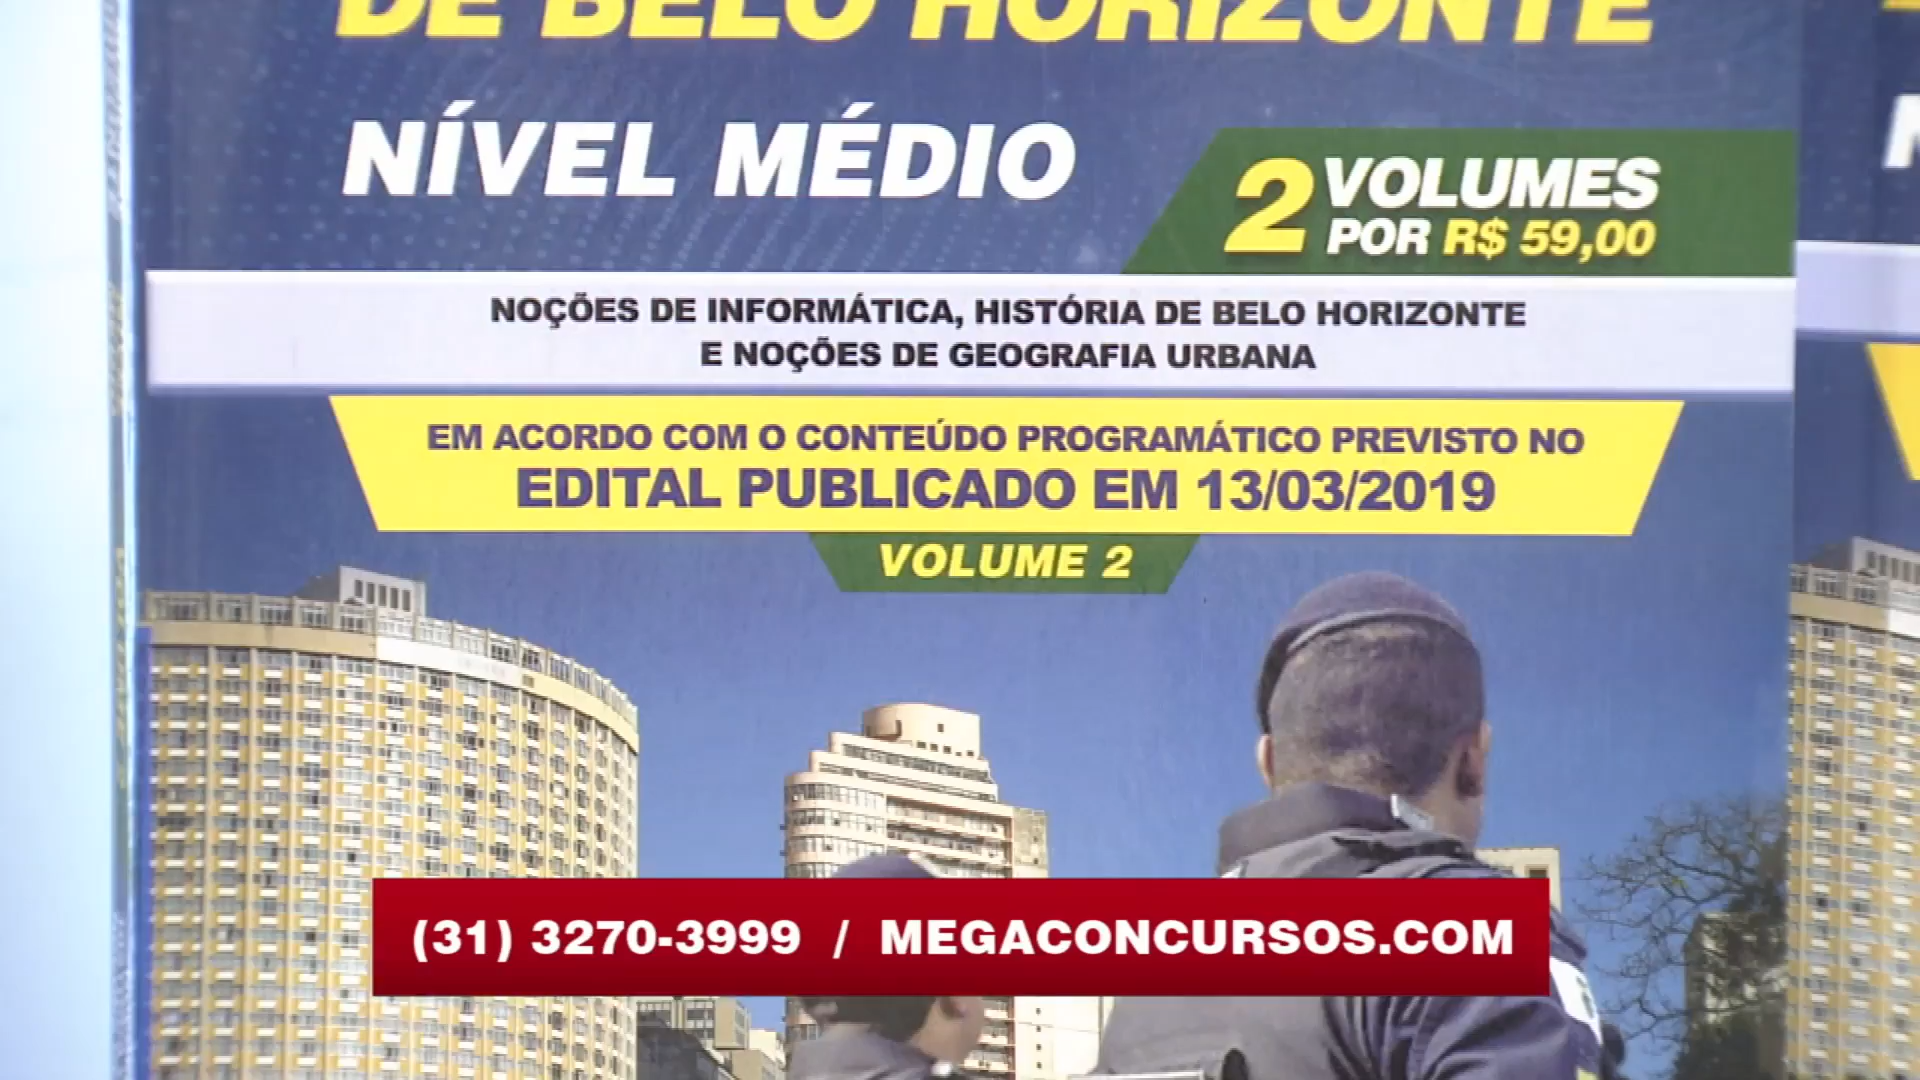 DE BELO HORIZONTE
NÍVEL MÉDIO
2 VOLUMES
POR R$ 59,00
NOÇÕES DE INFORMÁTICA, HISTÓRIA DE BELO HORIZONTE
E NOÇÕES DE GEOGRAFIA URBANA
EM ACORDO COM O CONTEÚDO PROGRAMÁTICO PREVISTO NO
EDITAL PUBLICADO EM 13/03/2019
VOLUME 2
(31) 3270-3999 / MEGACONCURSOS.COM